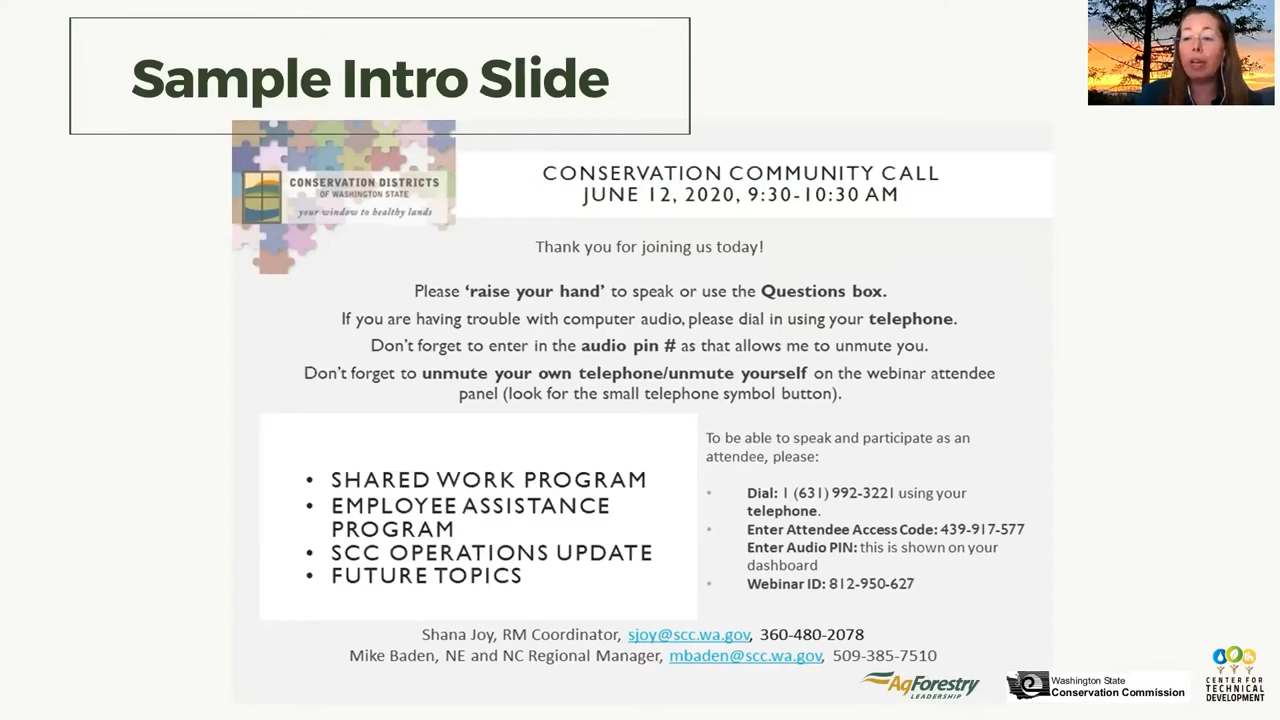 Sample Intro Slide
CONSERVATION DISTRICTS
OF WASHINGTON STATE
your window to healthy lands
CONSERVATION COMMUNITY CALL
JUNE 12, 2020, 9:30-10:30 AM
Thank you for joining us today!
Please ‘raise your hand’ to speak or use the Questions box.
If you are having trouble with computer audio, please dial in using your telephone.
Don’t forget to enter in the audio pin # as that allows me to unmute you.
Don’t forget to unmute your own telephone/unmute yourself on the webinar attendee
panel (look for the small telephone symbol button).
• SHARED WORK PROGRAM
• EMPLOYEE ASSISTANCE
PROGRAM
• SCC OPERATIONS UPDATE
• FUTURE TOPICS
To be able to speak and participate as an
attendee, please:
• Dial: 1 (631) 992-3221 using your
telephone.
• Enter Attendee Access Code: 439-917-577
Enter Audio PIN: this is shown on your
dashboard
• Webinar ID: 812-950-627
Shana Joy, RM Coordinator, sjoy@scc.wa.gov, 360-480-2078
Mike Baden, NE and NC Regional Manager, mbaden@scc.wa.gov, 509-385-7510
AgForestry
LEADERSHIP
Washington State
Conservation Commission
CENTER FOR
TECHNICAL
DEVELOPMENT